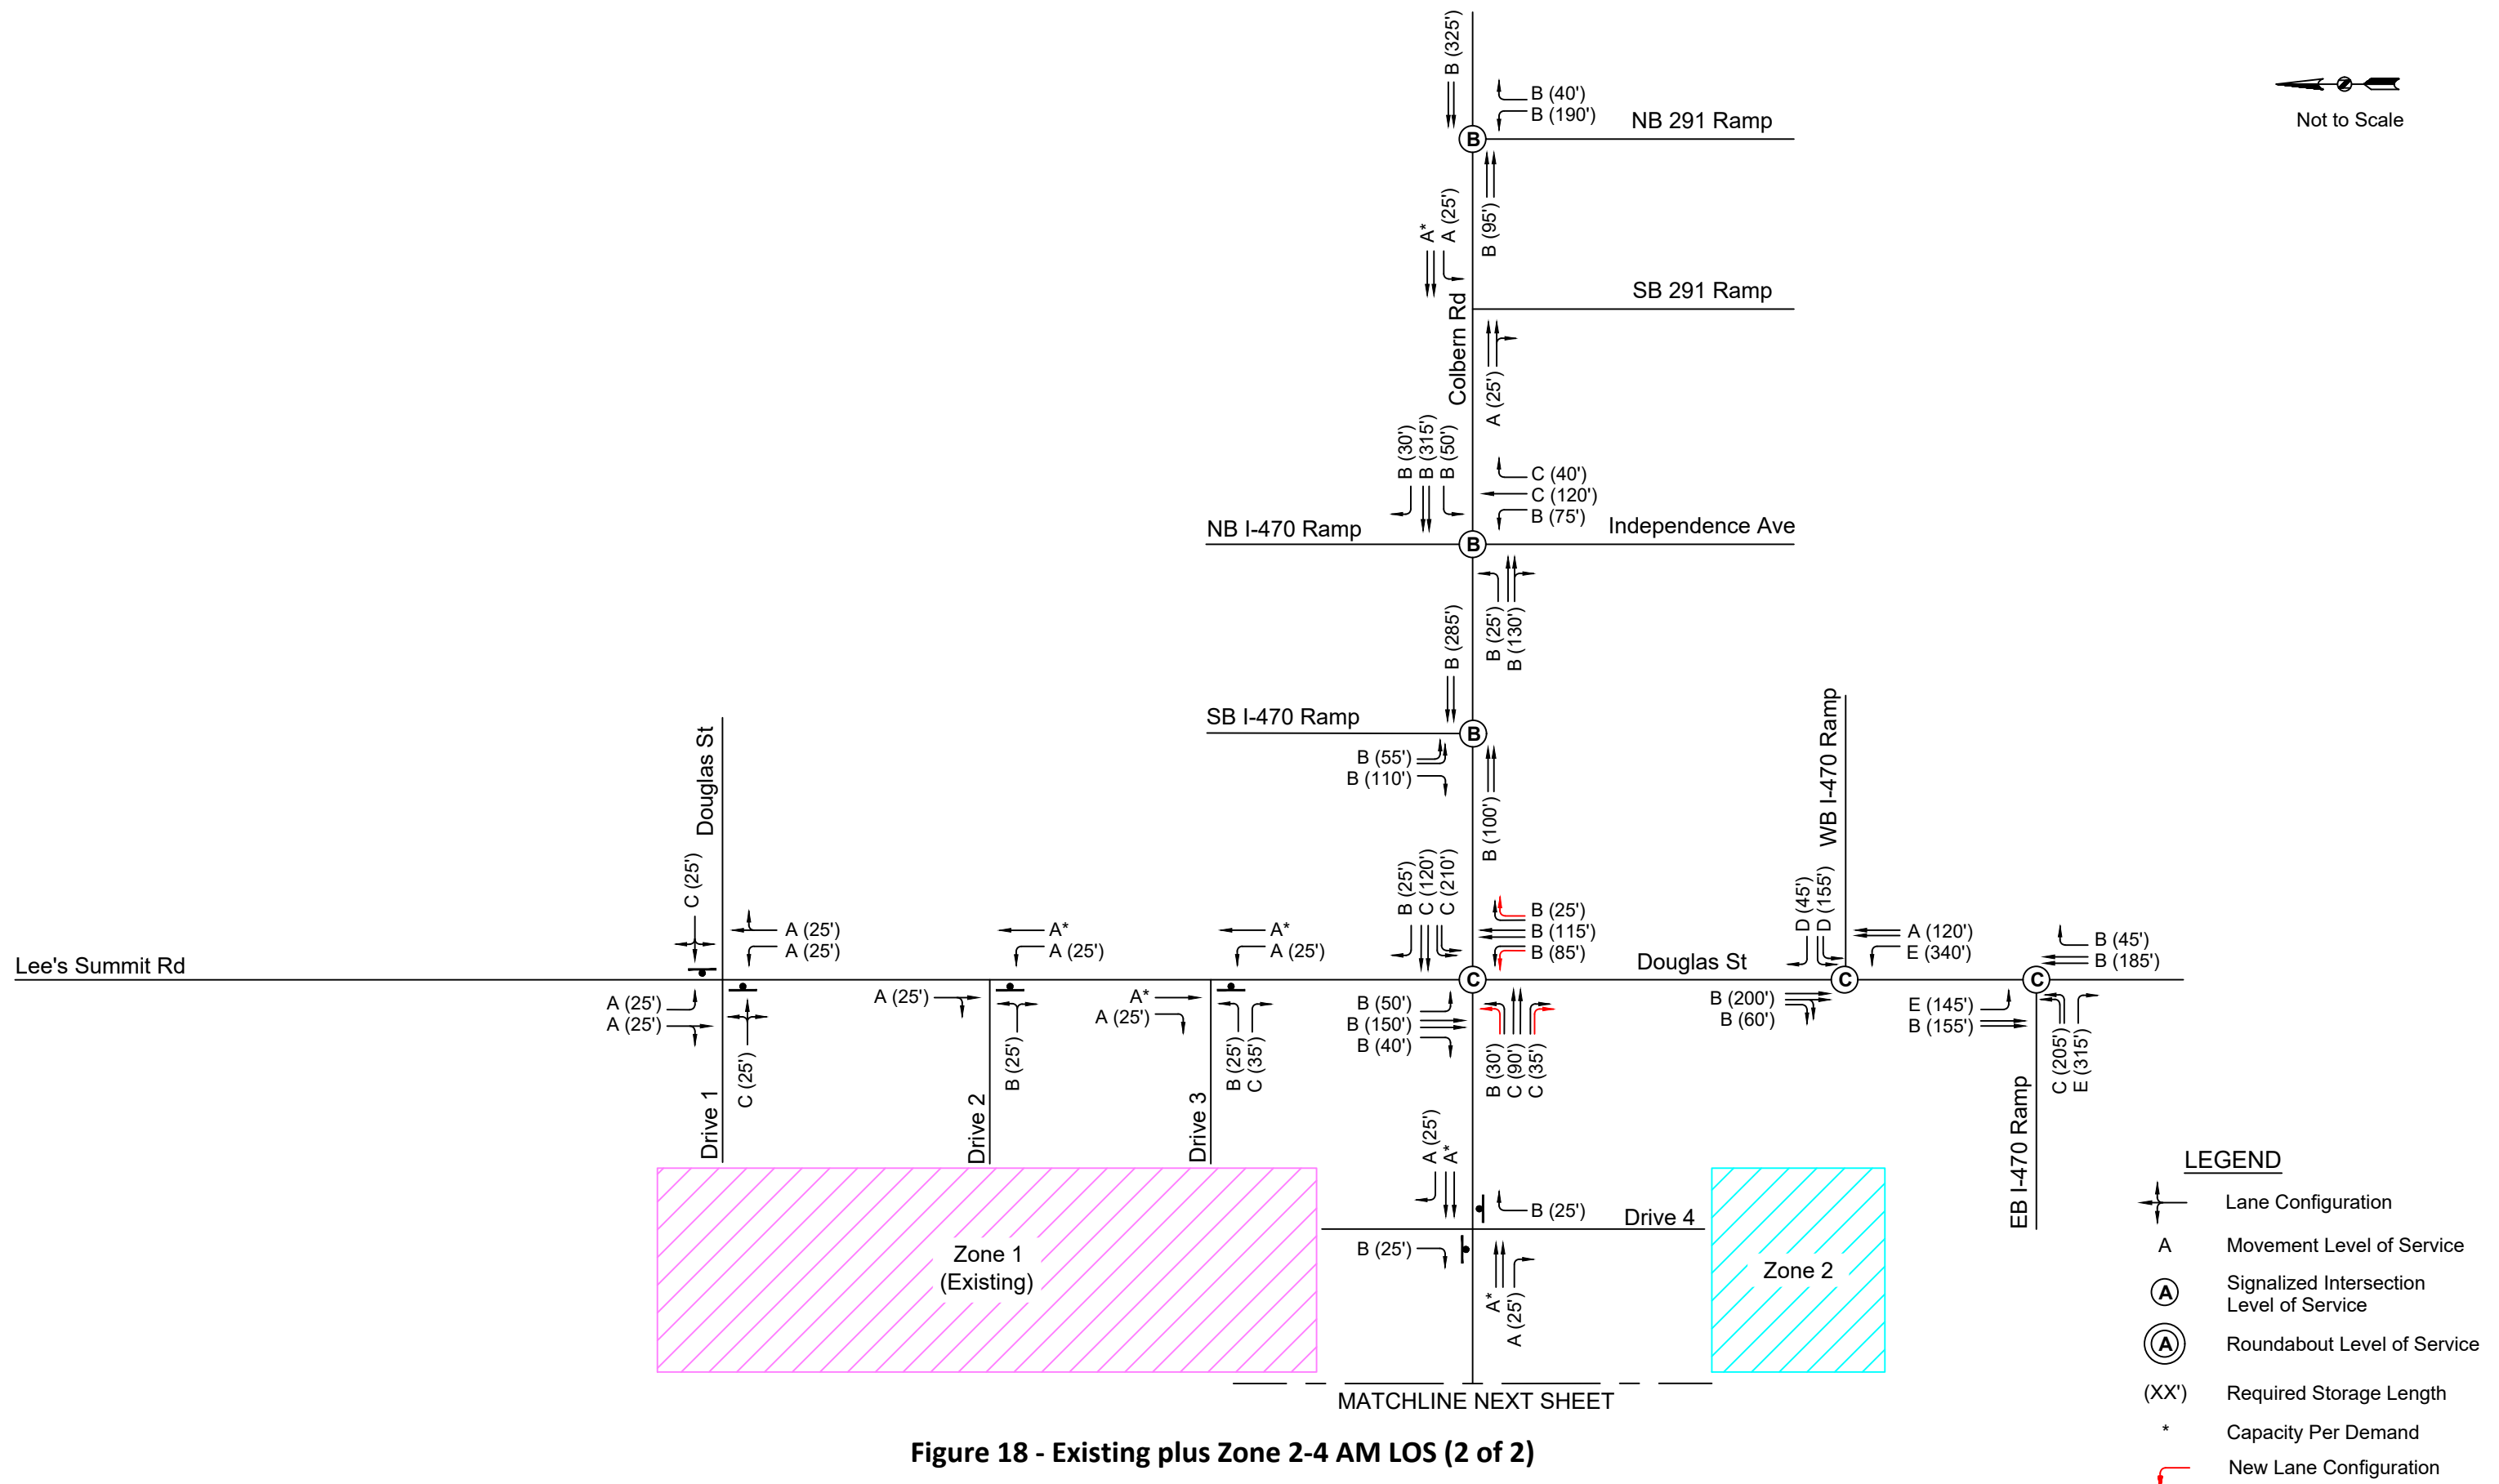 B (325')
B (40')
B (190')
NB 291 Ramp
Not to Scale
B
A*
A (25')
B (95')
SB 291 Ramp
Colbern Rd
A (25')
B (30')
B (315')
B (50')
C (40')
C (120')
B (75')
NB I-470 Ramp
Independence Ave
B
B (25')
B (130')
B (285')
SB I-470 Ramp
B
B (55')
B (110')
B (100')
Douglas St
C (25')
A (25')
A (25')
Lee's Summit Rd
A (25')
A (25')
C (25')
Drive 1
A*
A (25')
A (25')
B (25')
Drive 2
A*
A (25')
A*
A (25')
B (25')
C (35')
Drive 3
B (25')
C (120')
C (210')
B (25')
B (115')
B (85')
C
B (50')
B (150')
B (40')
B (30')
C (90')
C (35')
Douglas St
WB I-470 Ramp
D (45')
D (155')
A (120')
E (340')
C
B (200')
B (60')
B (45')
B (185')
C
E (145')
B (155')
C (205')
E (315')
EB I-470 Ramp
A (25')
A*
B (25')
Drive 4
B (25')
A*
A (25')
Zone 1
(Existing)
Zone 2
MATCHLINE NEXT SHEET
LEGEND
Lane Configuration
A Movement Level of Service
A Signalized Intersection
Level of Service
A Roundabout Level of Service
(XX') Required Storage Length
* Capacity Per Demand
New Lane Configuration
Figure 18 - Existing plus Zone 2-4 AM LOS (2 of 2)